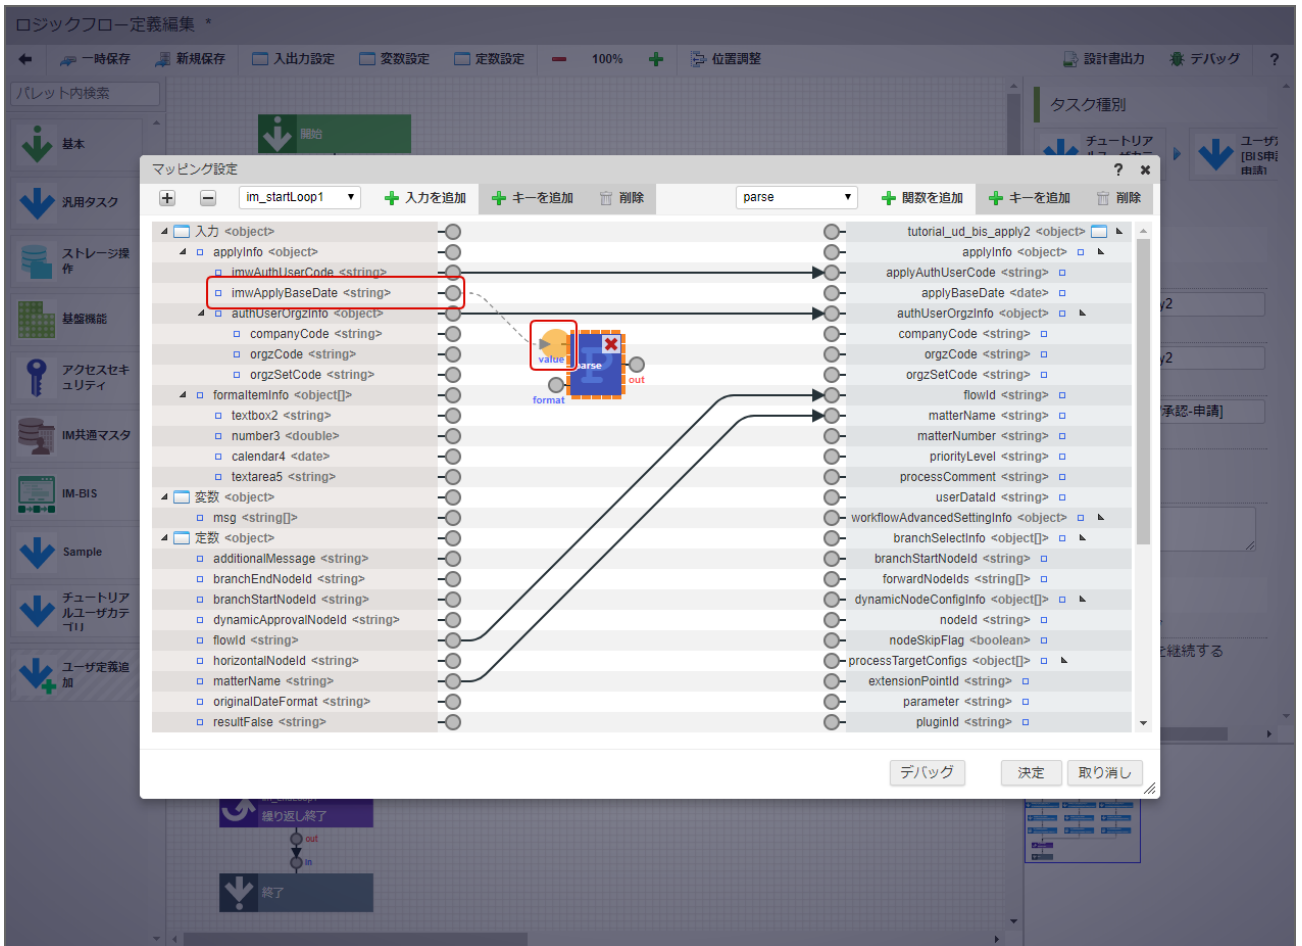 ロジックフロー定義編集 *
一時保存 新規保存 入出力設定 変数設定 定数設定 100% 位置調整 設計書出力 デバッグ ?
パレット内検索
基本
汎用タスク
ストレージ操
作
基盤機能
アクセスセキ
ュリティ
IM共通マスタ
IM-BIS
Sample
チュートリア
ルユーザカテ
ゴリ
ユーザ定義追
加
開始
タスク種別
チュートリア
ユーザ
[BIS申
申請]
マッピング設定 ?
im_startLoop1 入力を追加 キーを追加 削除 parse 関数を追加 キーを追加 削除
入力 <object>
applyInfo <object>
imwAuthUserCode <string>
imwApplyBaseDate <string>
authUserOrgzInfo <object>
companyCode <string>
orgzCode <string>
orgzSetCode <string>
formaItemInfo <object[]>
textbox2 <string>
number3 <double>
calendar4 <date>
textarea5 <string>
変数 <object>
msg <string[]>
定数 <object>
additionalMessage <string>
branchEndNodeId <string>
branchStartNodeId <string>
dynamicApprovalNodeId <string>
flowId <string>
horizontalNodeId <string>
matterName <string>
originalDateFormat <string>
resultFalse <string>
value
parse
out
format
tutorial_ud_bis_apply2 <object>
applyInfo <object>
applyAuthUserCode <string>
applyBaseDate <date>
authUserOrgzInfo <object>
companyCode <string>
orgzCode <string>
orgzSetCode <string>
flowId <string>
matterName <string>
matterNumber <string>
priorityLevel <string>
processComment <string>
userDataId <string>
workflowAdvancedSettingInfo <object>
branchSelectInfo <object[]>
branchStartNodeId <string>
forwardNodeIds <string[]>
dynamicNodeConfigInfo <object[]>
nodeId <string>
nodeSkipFlag <boolean>
processTargetConfigs <object[]>
extensionPointId <string>
parameter <string>
pluginId <string>
デバッグ 決定 取り消し
y2
y2
承認-申請]
を継続する
繰り返し終了
out
in
終了